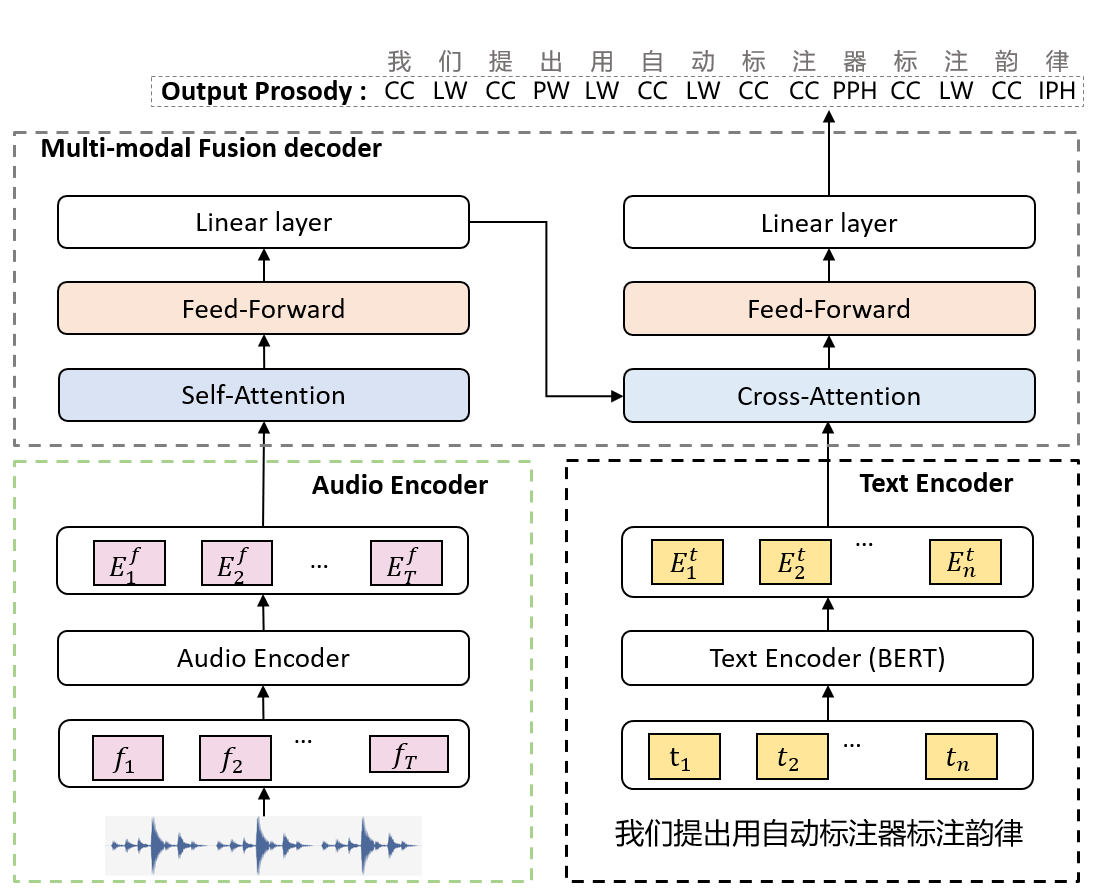 我 们 提 出 用 自 动 标 注 器 标 注 韵 律
Output Prosody : CC LW CC PW LW CC LW CC CC PPH CC LW CC IPH
Multi-modal Fusion decoder
Linear layer
Linear layer
Feed-Forward
Feed-Forward
Self-Attention
Cross-Attention
Audio Encoder
Text Encoder
E_1^f E_2^f ... E_T^f
E_1^t E_2^t ... E_n^t
Audio Encoder
Text Encoder (BERT)
f_1 f_2 ... f_T
t_1 t_2 ... t_n
我们提出用自动标注器标注韵律